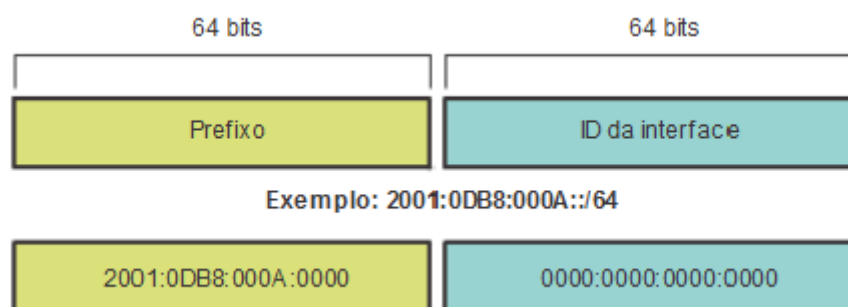 64 bits 64 bits
Prefixo ID da interface
Exemplo: 2001:0DB8:000A::/64
2001:0DB8:000A:0000 0000:0000:0000:0000